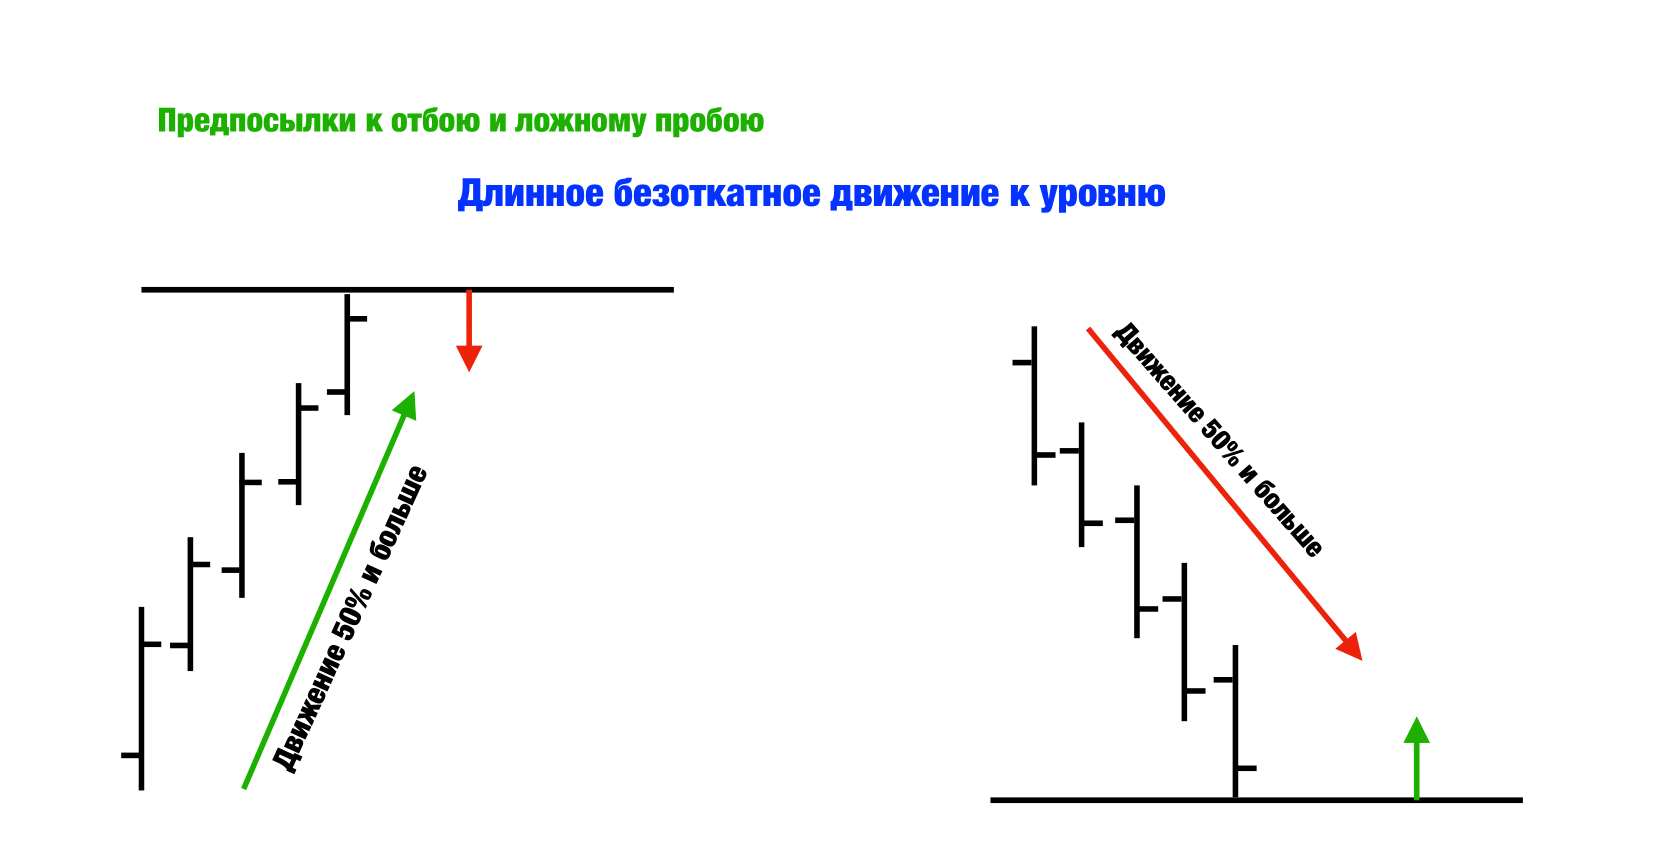 Предпосылки к отбою и ложному пробою
Длинное безоткатное движение к уровню
Движение 50% и больше
Движение 50% и больше